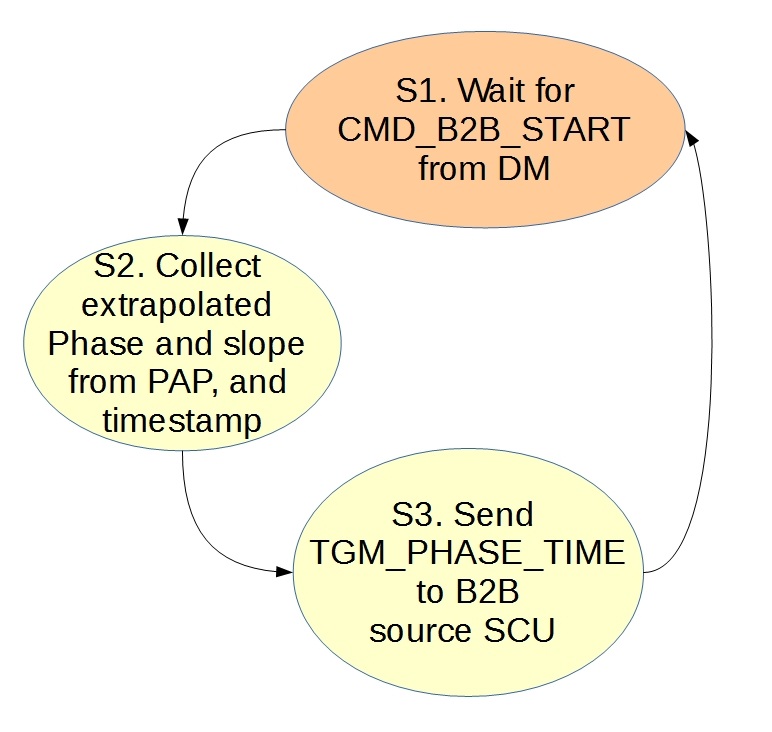 S1. Wait for
CMD_B2B_START
from DM
S2. Collect
extrapolated
Phase and slope
from PAP, and
timestamp
S3. Send
TGM_PHASE_TIME
to B2B
source SCU